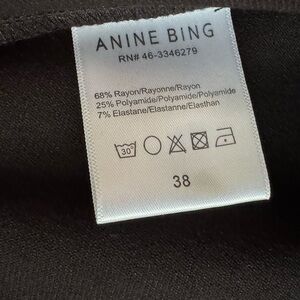 ANINE BING
RN# 46-3346279
68% Rayon/Rayonne/Rayon
25% Polyamide/Polyamide/Polyamide
7% Elastane/Elastanne/Elasthan
30°
38